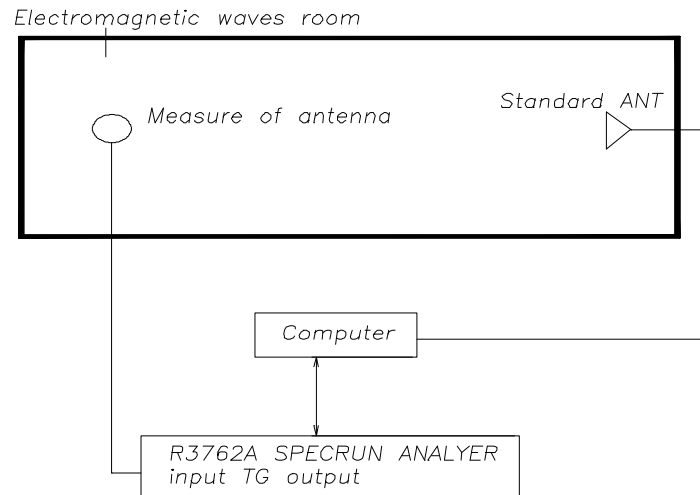 Electromagnetic waves room
Measure of antenna
Standard ANT
Computer
R3762A SPECRUN ANALYER
input TG output